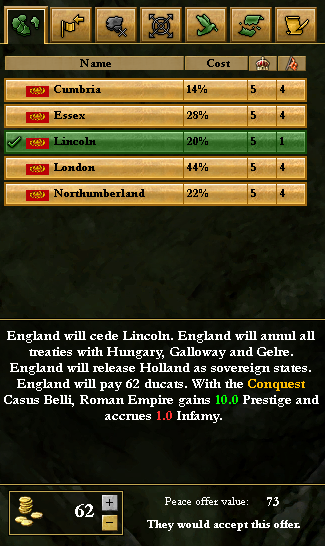 Name Cost
Cumbria 14% 5 4
Essex 28% 5 4
Lincoln 20% 5 1
London 44% 5 4
Northumberland 22% 5 4
England will cede Lincoln. England will annul all
treaties with Hungary, Galloway and Gelre.
England will release Holland as sovereign states.
England will pay 62 ducats. With the Conquest
Casus Belli, Roman Empire gains 10.0 Prestige and
accrues 1.0 Infamy.
62 Peace offer value: 73
They would accept this offer.